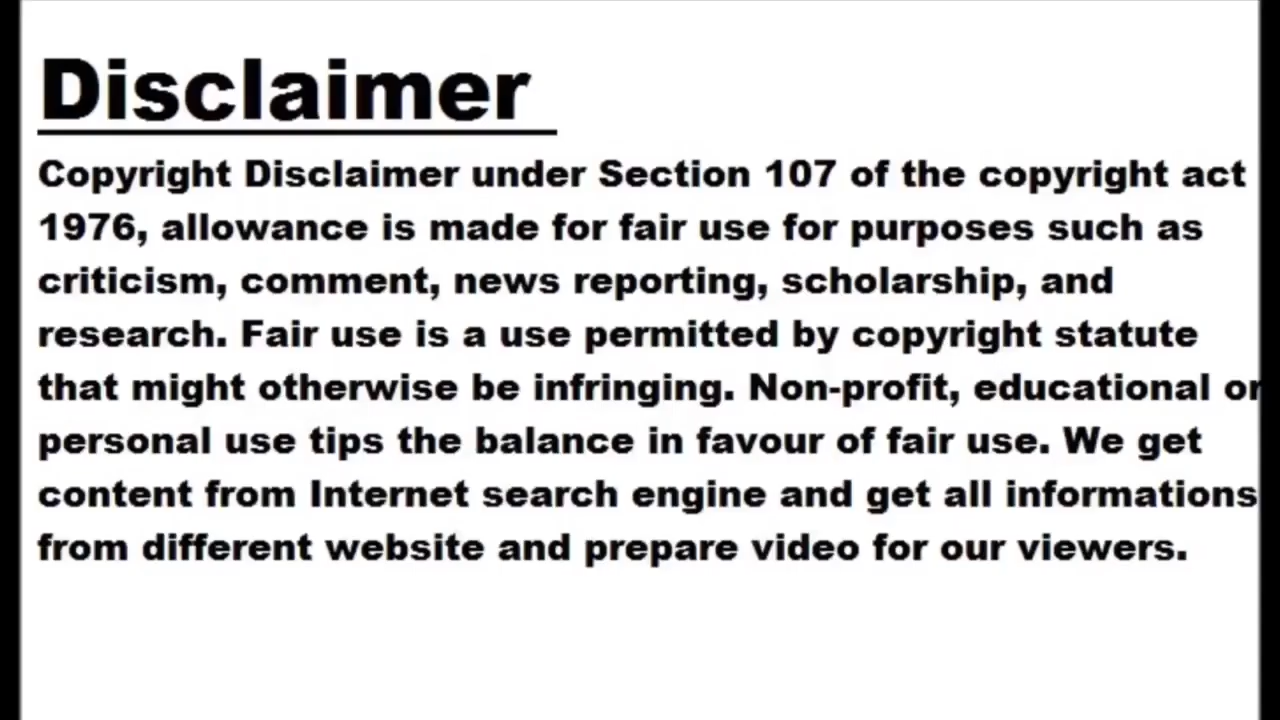 Disclaimer
Copyright Disclaimer under Section 107 of the copyright act
1976, allowance is made for fair use for purposes such as
criticism, comment, news reporting, scholarship, and
research. Fair use is a use permitted by copyright statute
that might otherwise be infringing. Non-profit, educational or
personal use tips the balance in favour of fair use. We get
content from Internet search engine and get all informations
from different website and prepare video for our viewers.